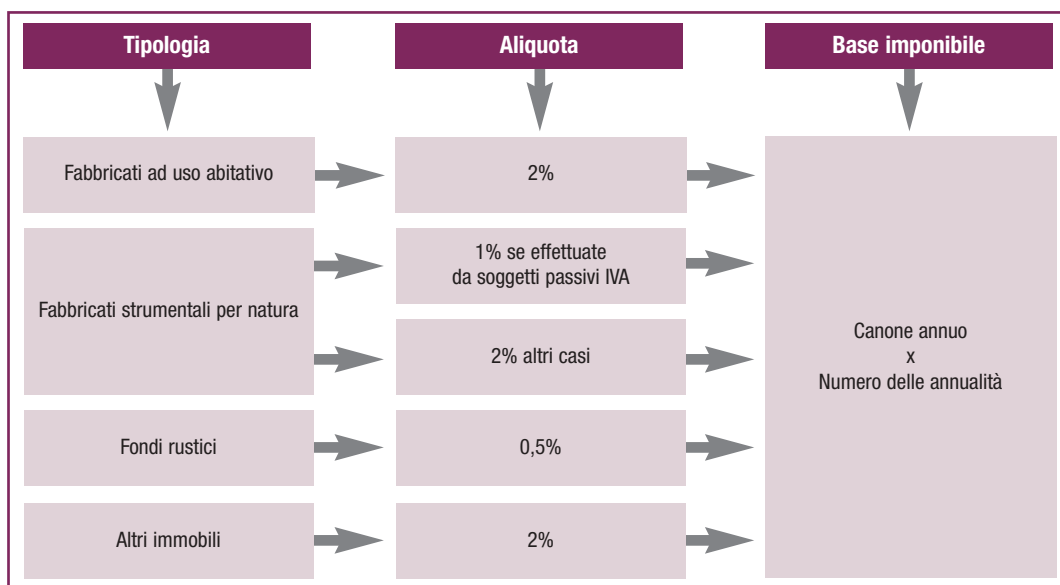 Tipologia
Aliquota
Base imponibile
Fabbricati ad uso abitativo
2%
Fabbricati strumentali per natura
1% se effettuate
da soggetti passivi IVA
2% altri casi
Fondi rustici
0,5%
Altri immobili
2%
Canone annuo
x
Numero delle annualità